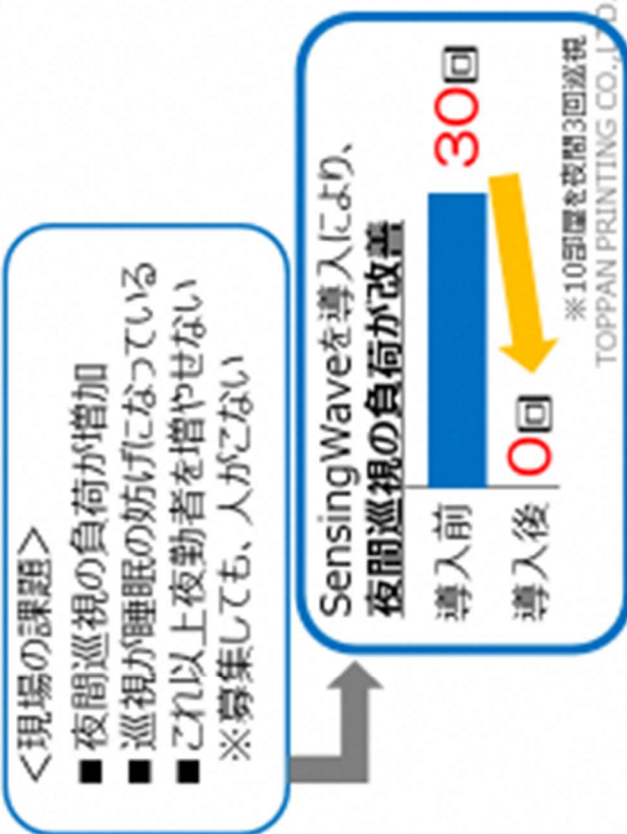 ＜現場の課題＞
■夜間巡視の負荷が増加
■巡視が睡眠の妨げになっている
■これ以上夜勤者を増やせない
※募集しても、人がこない
SensingWaveを導入により、
夜間巡視の負荷が改善
導入前 30回
導入後 0回
※10部屋を夜間3回巡視
TOPPAN PRINTING CO.,LTD.